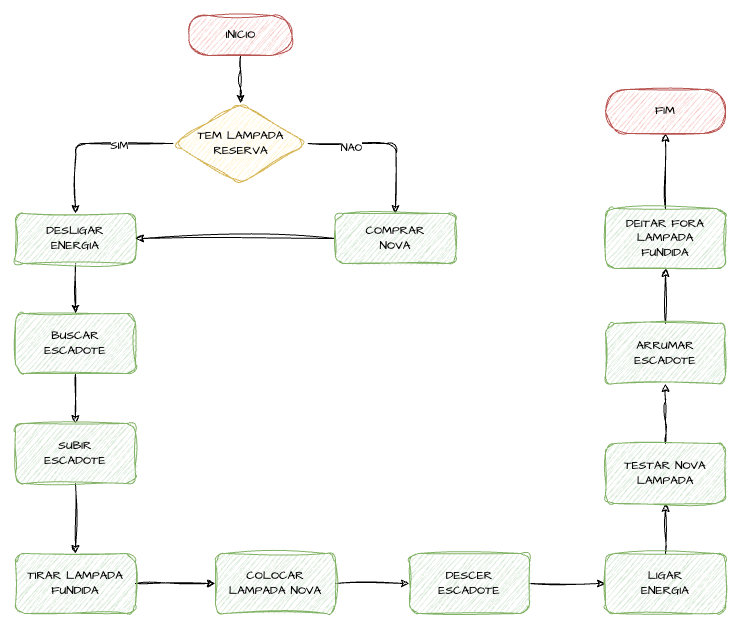 INICIO
TEM LAMPADA
RESERVA
SIM
NAO
DESLIGAR
ENERGIA
COMPRAR
NOVA
BUSCAR
ESCADOTE
SUBIR
ESCADOTE
TIRAR LAMPADA
FUNDIDA
COLOCAR
LAMPADA NOVA
DESCER
ESCADOTE
LIGAR
ENERGIA
TESTAR NOVA
LAMPADA
ARRUMAR
ESCADOTE
DEITAR FORA
LAMPADA
FUNDIDA
FIM